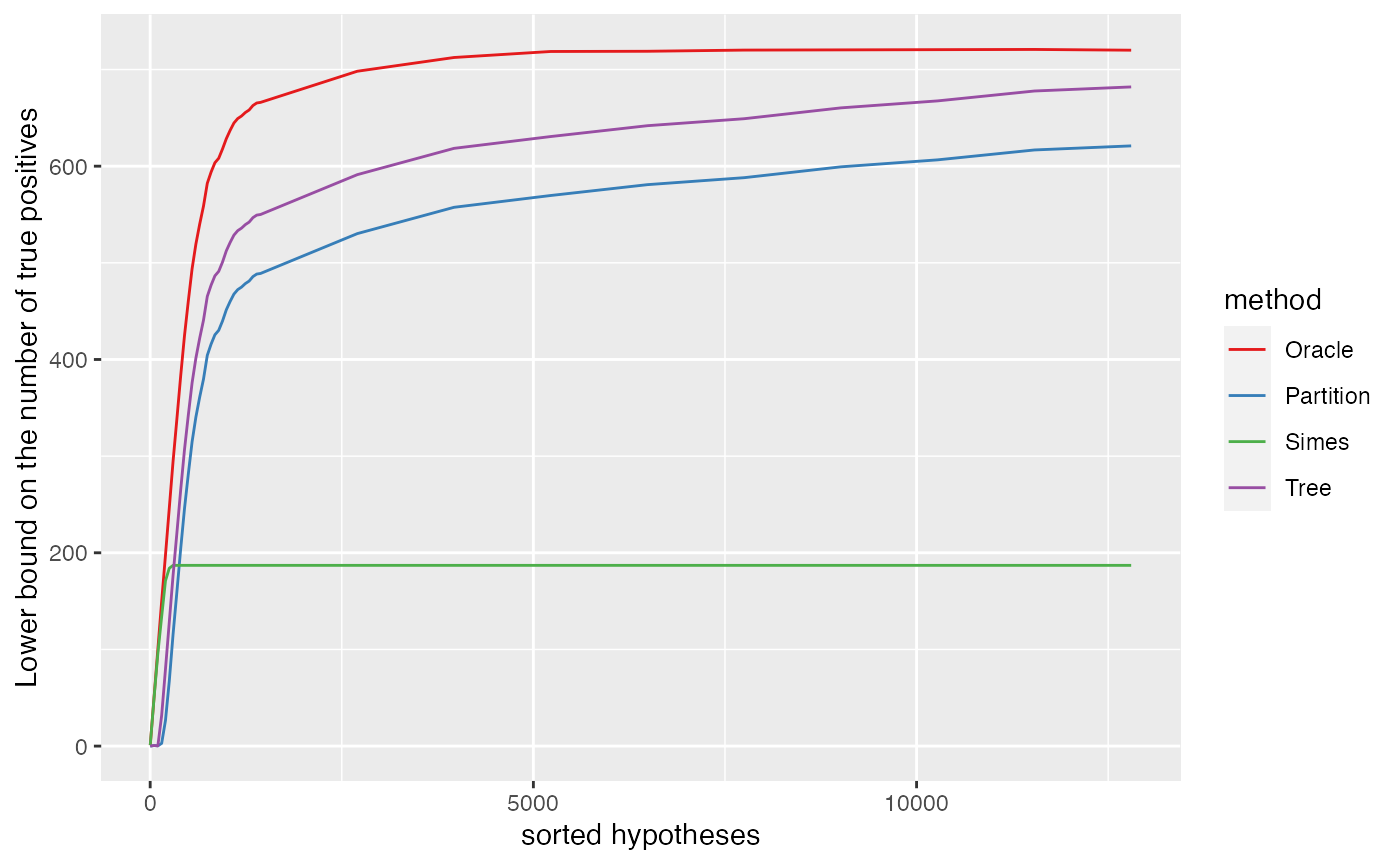 Lower bound on the number of true positives
600
400
200
0
0
5000
10000
sorted hypotheses
method
Oracle
Partition
Simes
Tree